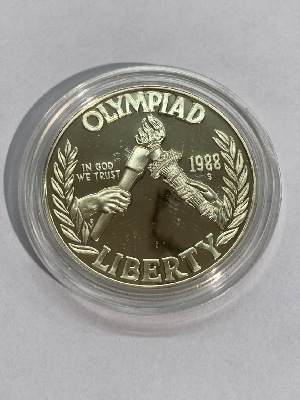 OLYMPIAD
IN GOD
WE TRUST
1988
S
LIBERTY